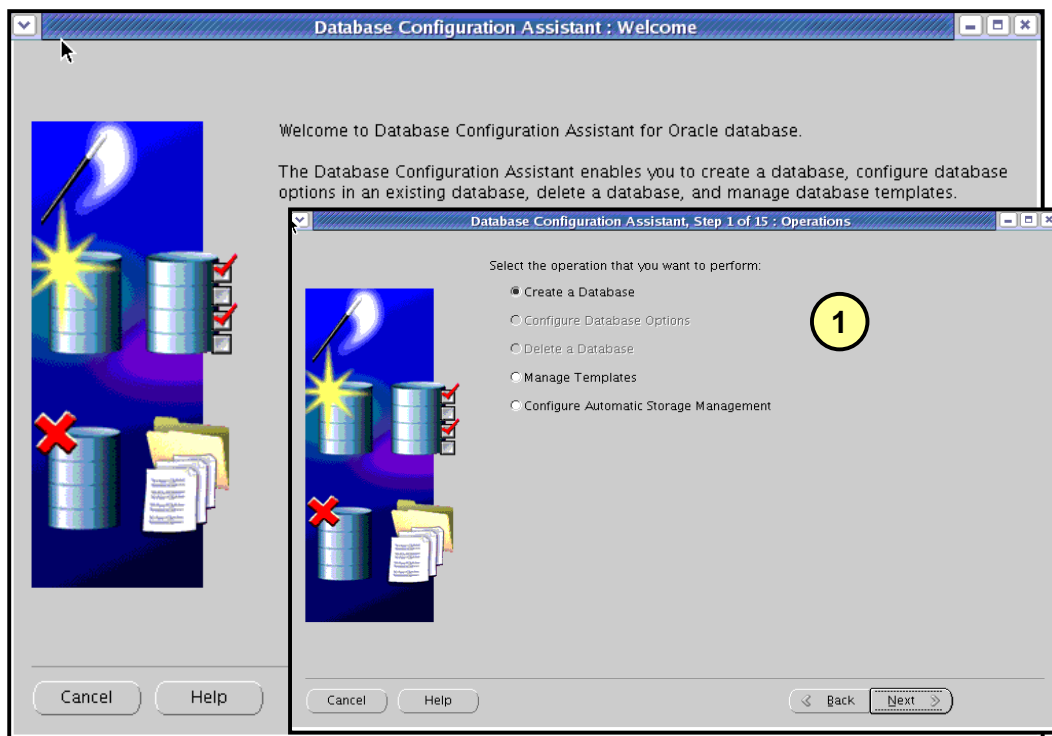 Database Configuration Assistant : Welcome
Welcome to Database Configuration Assistant for Oracle database.
The Database Configuration Assistant enables you to create a database, configure database
options in an existing database, delete a database, and manage database templates.
Database Configuration Assistant, Step 1 of 15 : Operations
Select the operation that you want to perform:
Create a Database
Configure Database Options
Delete a Database
Manage Templates
Configure Automatic Storage Management
1
Cancel Help
Cancel Help Back Next